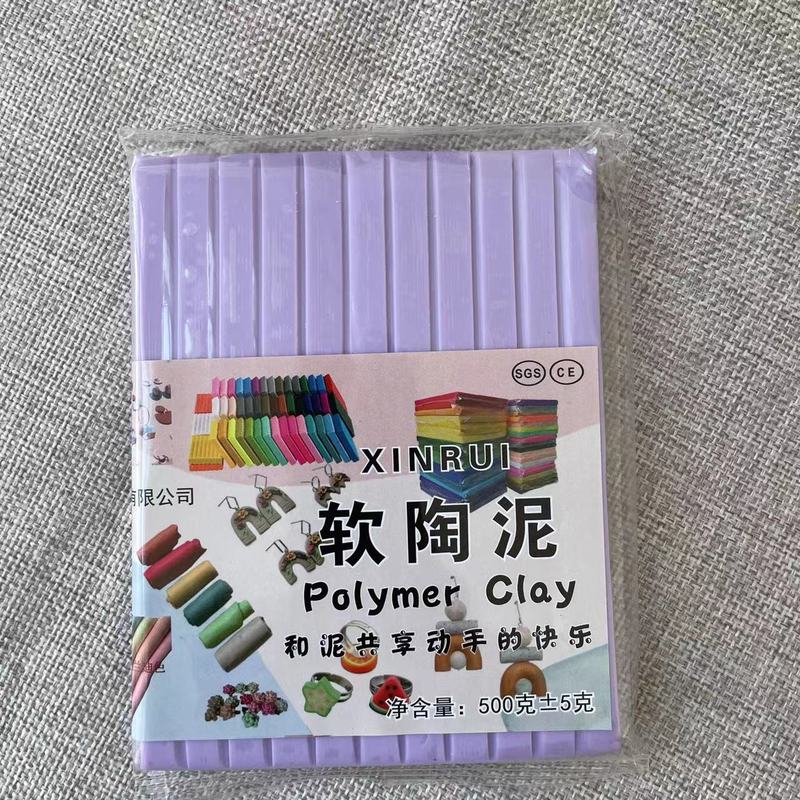 SGS CE
XINRUI
有限公司
软陶泥
Polymer Clay
和泥共享动手的快乐
净含量：500克±5克